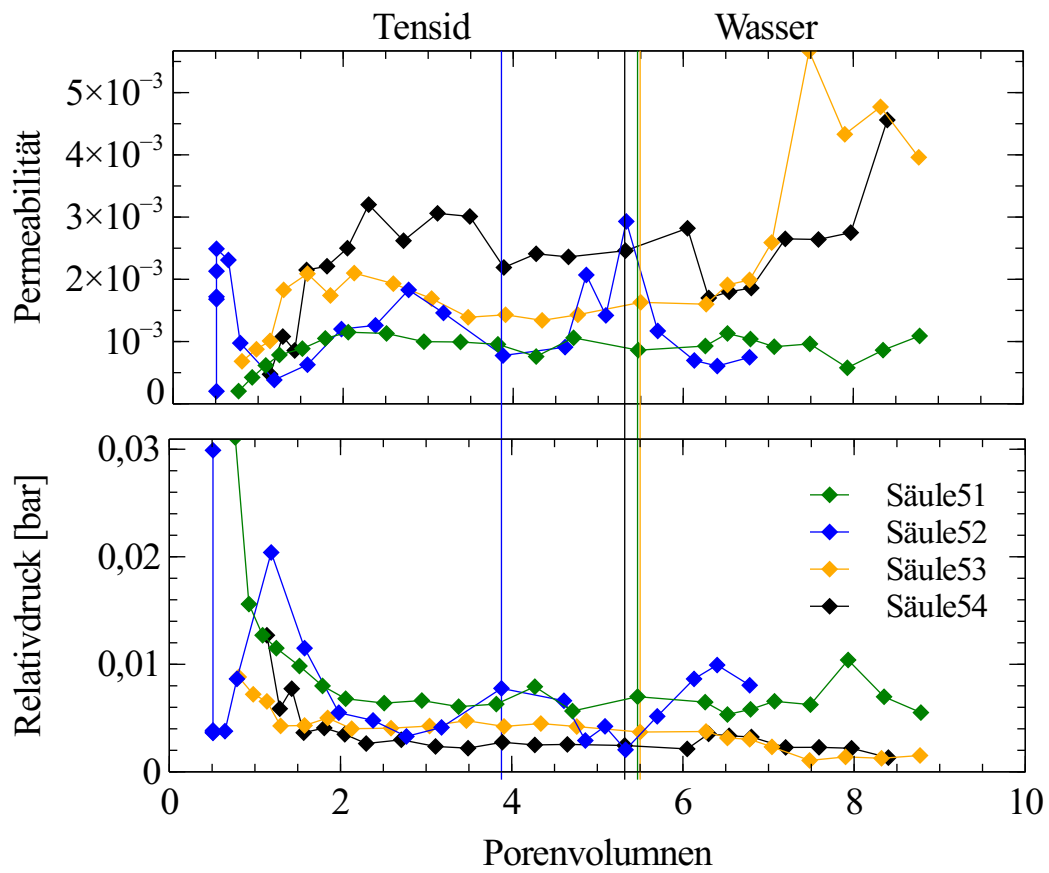 Tensid Wasser
Permeabilität
5×10⁻³
4×10⁻³
3×10⁻³
2×10⁻³
10⁻³
0
Relativdruck [bar]
0,03
0,02
0,01
0
Säule51
Säule52
Säule53
Säule54
0 2 4 6 8 10
Porenvolumnen